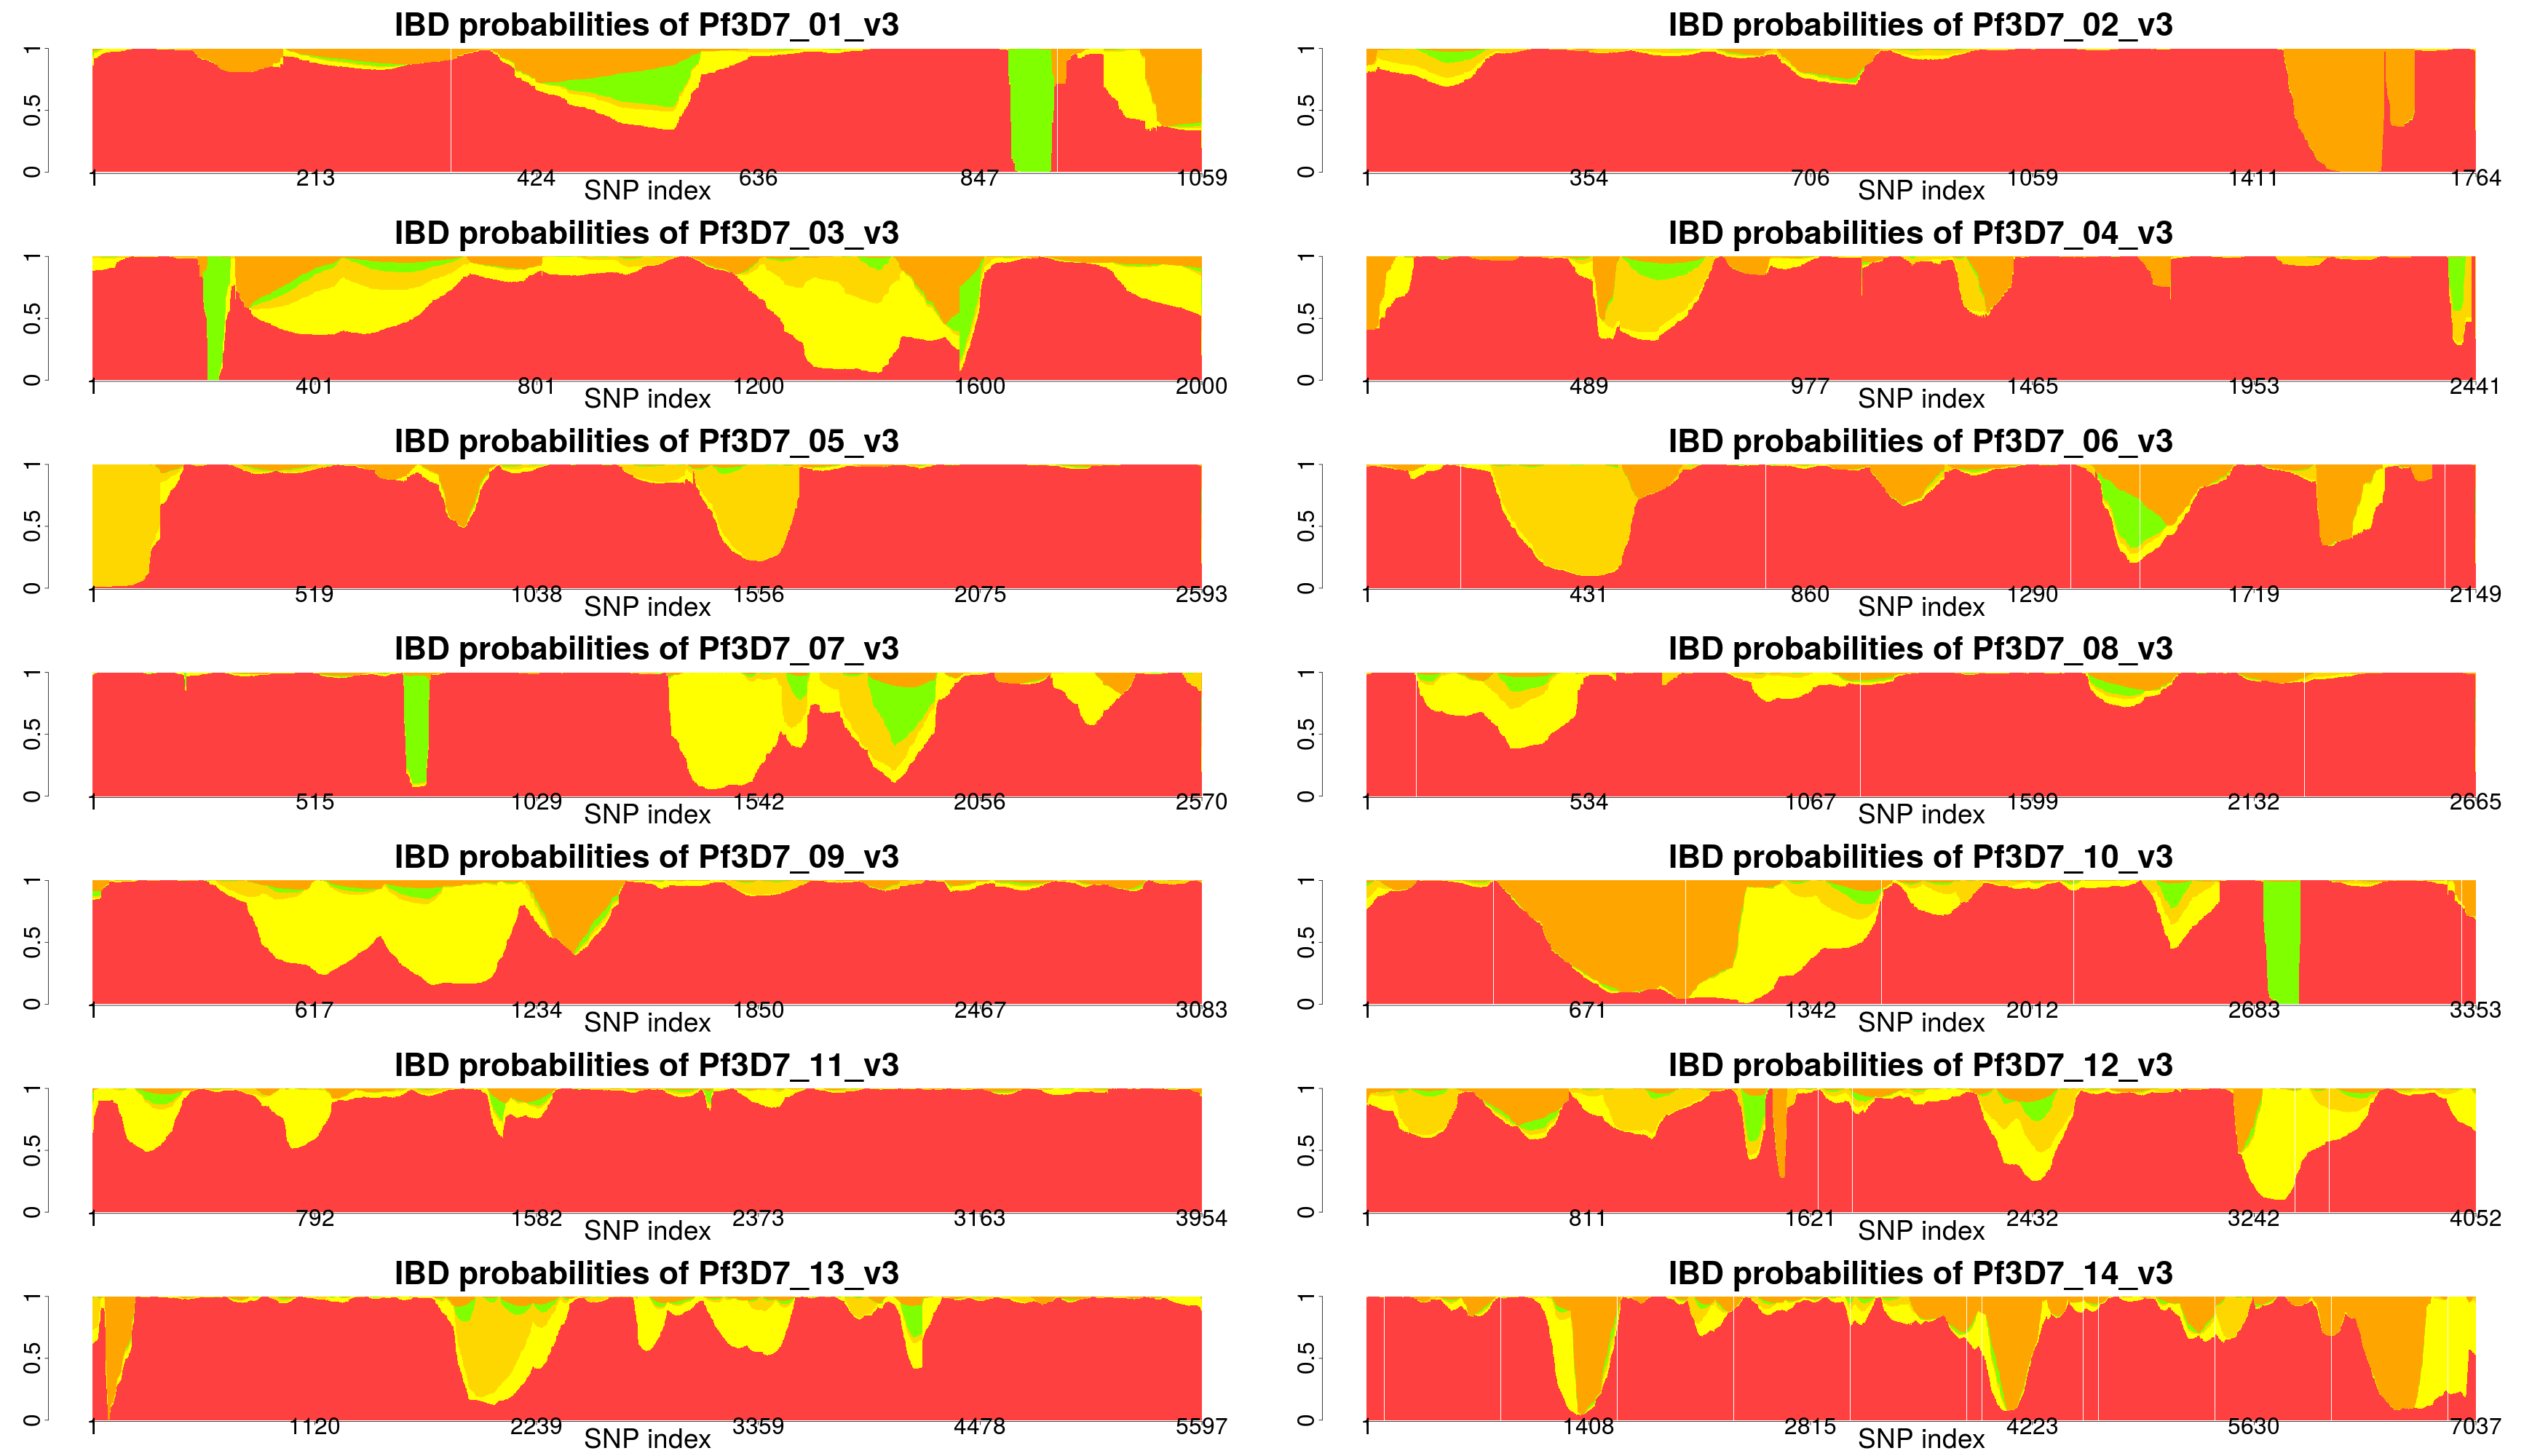 IBD probabilities of Pf3D7_01_v3
0 0.5 1
1 213 424 636 847 1059
SNP index
IBD probabilities of Pf3D7_02_v3
0 0.5 1
1 354 706 1059 1411 1764
SNP index
IBD probabilities of Pf3D7_03_v3
0 0.5 1
1 401 801 1200 1600 2000
SNP index
IBD probabilities of Pf3D7_04_v3
0 0.5 1
1 489 977 1465 1953 2441
SNP index
IBD probabilities of Pf3D7_05_v3
0 0.5 1
1 519 1038 1556 2075 2593
SNP index
IBD probabilities of Pf3D7_06_v3
0 0.5 1
1 431 860 1290 1719 2149
SNP index
IBD probabilities of Pf3D7_07_v3
0 0.5 1
1 515 1029 1542 2056 2570
SNP index
IBD probabilities of Pf3D7_08_v3
0 0.5 1
1 534 1067 1599 2132 2665
SNP index
IBD probabilities of Pf3D7_09_v3
0 0.5 1
1 617 1234 1850 2467 3083
SNP index
IBD probabilities of Pf3D7_10_v3
0 0.5 1
1 671 1342 2012 2683 3353
SNP index
IBD probabilities of Pf3D7_11_v3
0 0.5 1
1 792 1582 2373 3163 3954
SNP index
IBD probabilities of Pf3D7_12_v3
0 0.5 1
1 811 1621 2432 3242 4052
SNP index
IBD probabilities of Pf3D7_13_v3
0 0.5 1
1 1120 2239 3359 4478 5597
SNP index
IBD probabilities of Pf3D7_14_v3
0 0.5 1
1 1408 2815 4223 5630 7037
SNP index